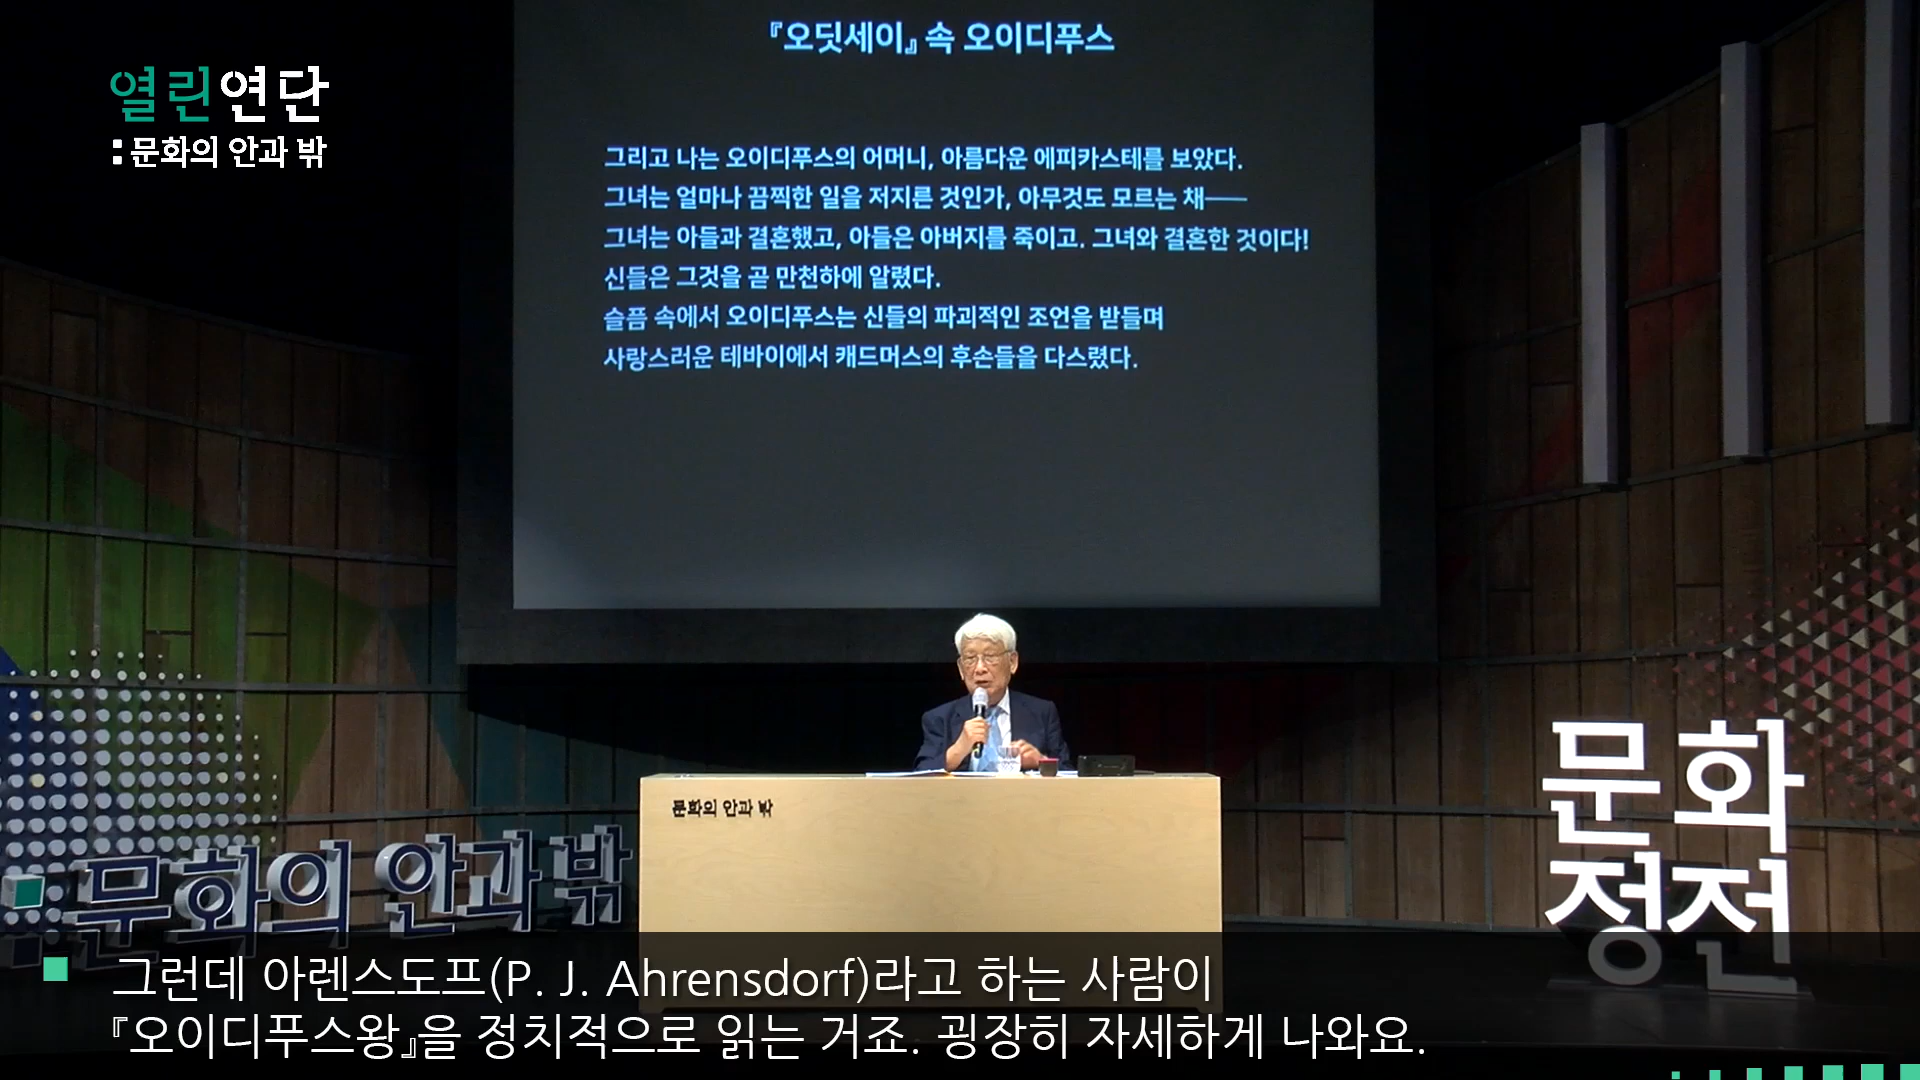 『오딧세이』 속 오이디푸스
열린연단
:문화의 안과 밖
그리고 나는 오이디푸스의 어머니, 아름다운 에피카스테를 보았다.
그녀는 얼마나 끔찍한 일을 저지른 것인가, 아무것도 모르는 채——
그녀는 아들과 결혼했고, 아들은 아버지를 죽이고. 그녀와 결혼한 것이다!
신들은 그것을 곧 만천하에 알렸다.
슬픔 속에서 오이디푸스는 신들의 파괴적인 조언을 받들며
사랑스러운 테바이에서 캐드머스의 후손들을 다스렸다.
문화의 안과 밖
:문화의 안과 밖
문화
정전
그런데 아렌스도프(P. J. Ahrensdorf)라고 하는 사람이
『오이디푸스왕』을 정치적으로 읽는 거죠. 굉장히 자세하게 나와요.